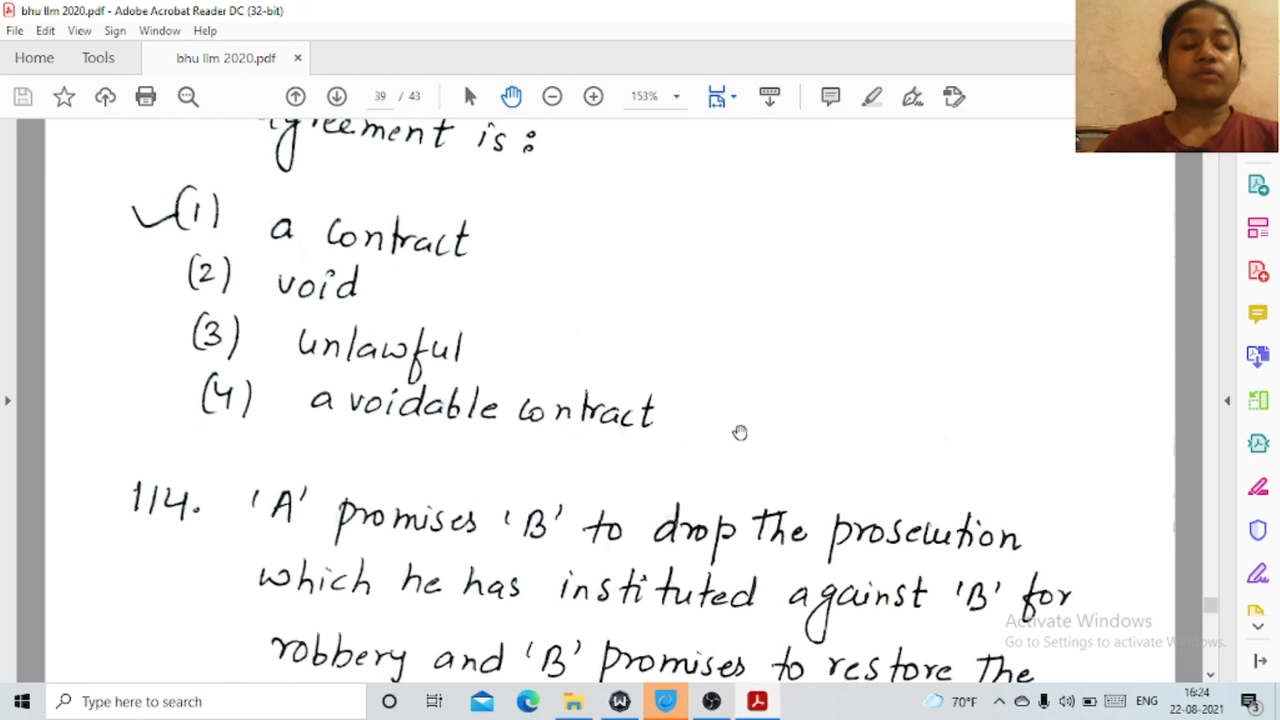 bhu llm 2020.pdf - Adobe Acrobat Reader DC (32-bit)
File Edit View Sign Window Help
Home Tools bhu llm 2020.pdf ×
39 / 43 153%
agreement is:
(1) a contract
(2) void
(3) unlawful
(4) a voidable contract
114. 'A' promises 'B' to drop the prosecution
which he has instituted against 'B' for
robbery and 'B' promises to restore the
Activate Windows
Go to Settings to activate Windows.
Type here to search 70°F ENG 16:24
22-08-2021
3